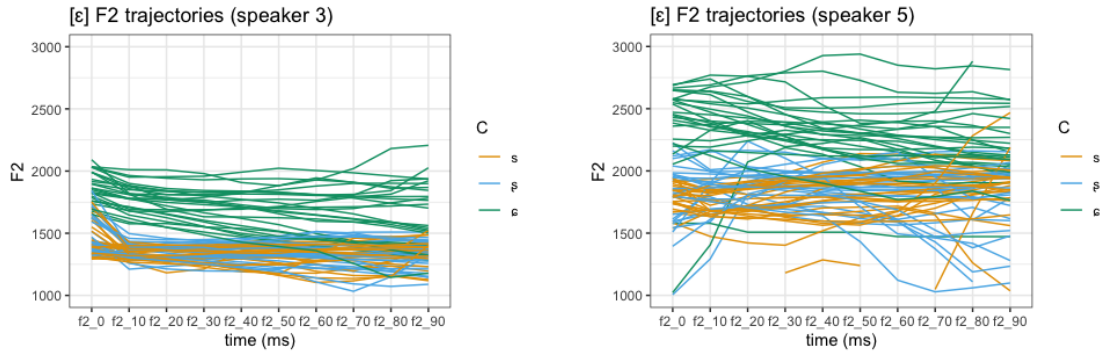 [ɛ] F2 trajectories (speaker 3)
3000
2500
2000
1500
1000
F2
f2_0 f2_10 f2_20 f2_30 f2_40 f2_50 f2_60 f2_70 f2_80 f2_90
time (ms)
C
s
ʂ
ɕ
[ɛ] F2 trajectories (speaker 5)
3000
2500
2000
1500
1000
F2
f2_0 f2_10 f2_20 f2_30 f2_40 f2_50 f2_60 f2_70 f2_80 f2_90
time (ms)
C
s
ʂ
ɕ